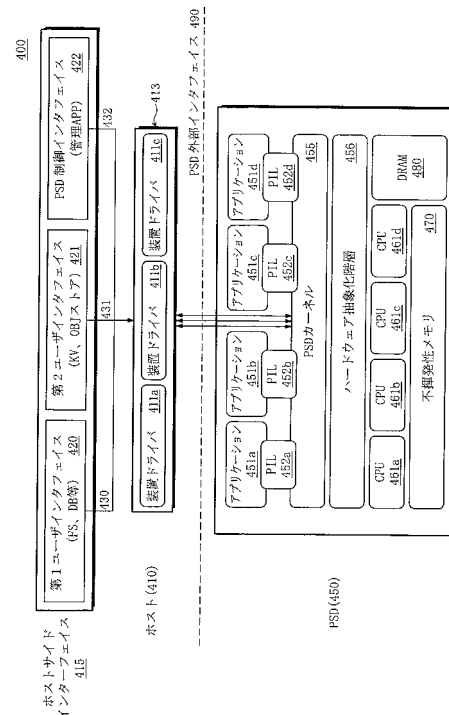 400
ホストサイド
インターフェイス
415
第1ユーザインタフェイス
420
(FS、DB等)
第2ユーザインタフェイス
421
(KV、OBJストア)
PSD制御インタフェイス
(管理APP) 422
430
431
432
ホスト(410)
413
装置ドライバ 411a
装置ドライバ 411b
装置ドライバ 411c
PSD外部インタフェイス 490
PSD(450)
アプリケーション
451a
アプリケーション
451b
アプリケーション
451c
アプリケーション
451d
PIL
452a
PIL
452b
PIL
452c
PIL
452d
PSDカーネル 455
ハードウェア抽象化階層 456
CPU
461a
CPU
461b
CPU
461c
CPU
461d
DRAM
480
不揮発性メモリ 470